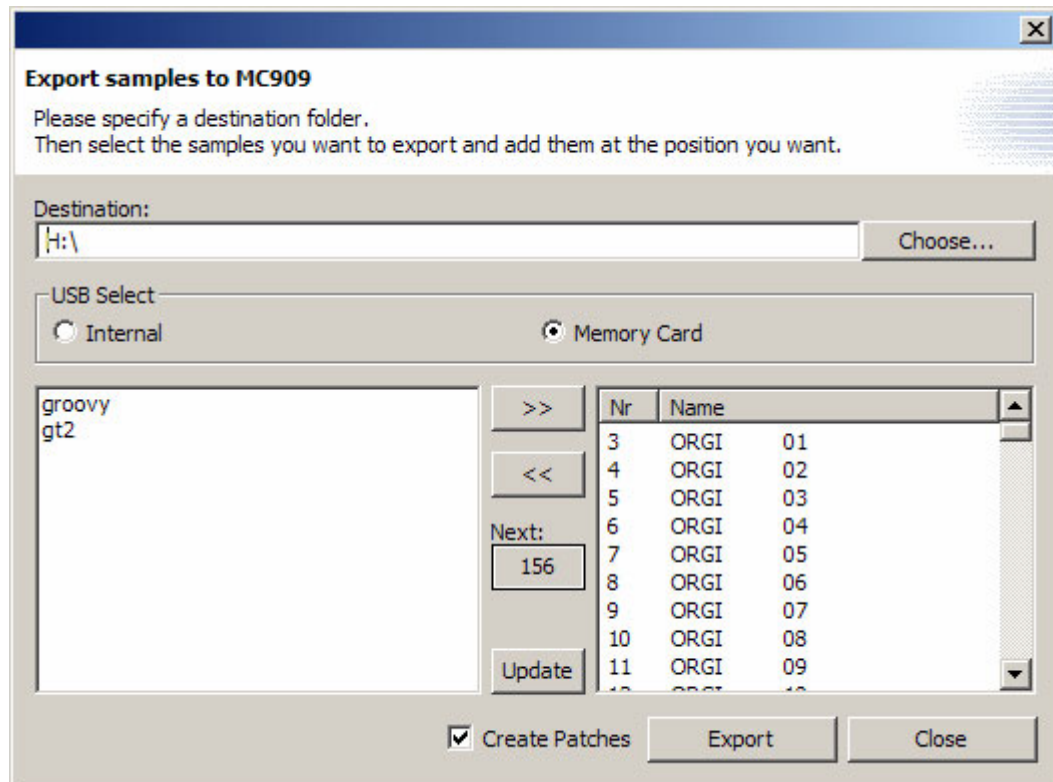 Export samples to MC909
Please specify a destination folder.
Then select the samples you want to export and add them at the position you want.
Destination:
H:\
Choose...
USB Select
Internal
Memory Card
groovy
gt2
>>
<<
Next:
156
Update
Nr Name
3 ORGI 01
4 ORGI 02
5 ORGI 03
6 ORGI 04
7 ORGI 05
8 ORGI 06
9 ORGI 07
10 ORGI 08
11 ORGI 09
Create Patches
Export
Close